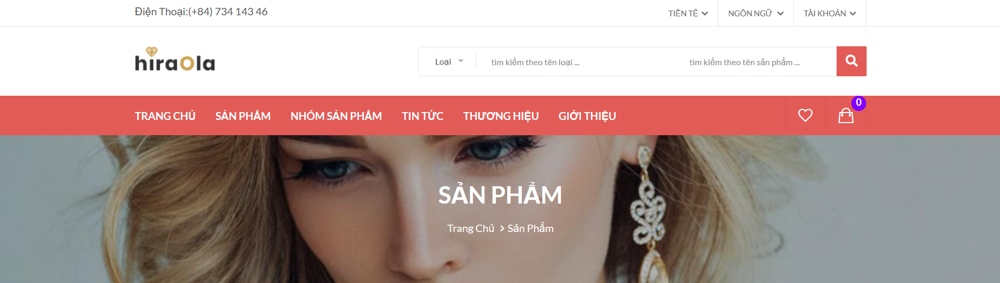 Điện Thoại:(+84) 734 143 46
TIỀN TỆ
NGÔN NGỮ
TÀI KHOẢN
hiraola
Loại
tìm kiếm theo tên loại ...
tìm kiếm theo tên sản phẩm ...
0
TRANG CHỦ
SẢN PHẨM
NHÓM SẢN PHẨM
TIN TỨC
THƯƠNG HIỆU
GIỚI THIỆU
SẢN PHẨM
Trang Chủ > Sản Phẩm